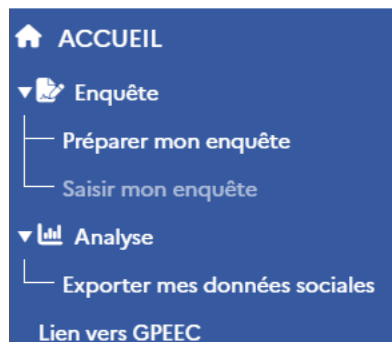 ACCUEIL
Enquête
Préparer mon enquête
Saisir mon enquête
Analyse
Exporter mes données sociales
Lien vers GPEEC